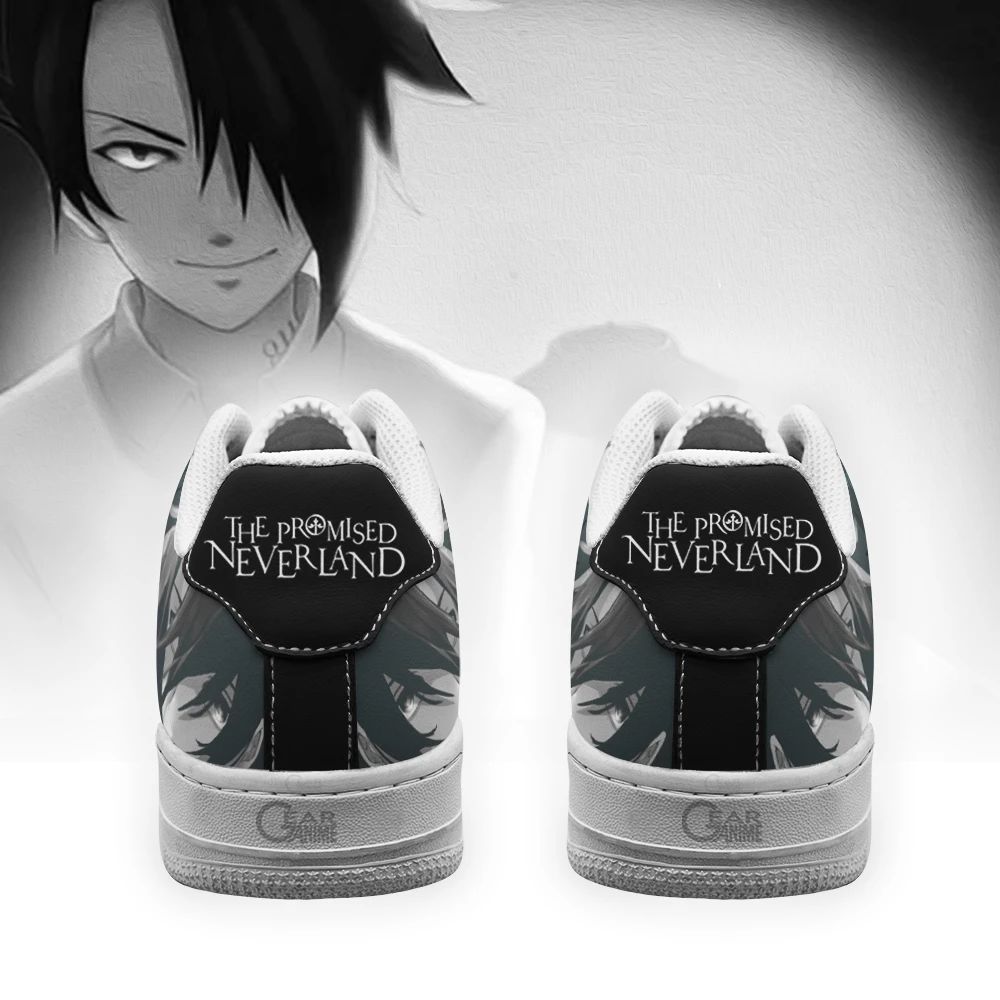 THE PROMISED
NEVERLAND
THE PROMISED
NEVERLAND
GEAR
ANIME
GEAR
ANIME